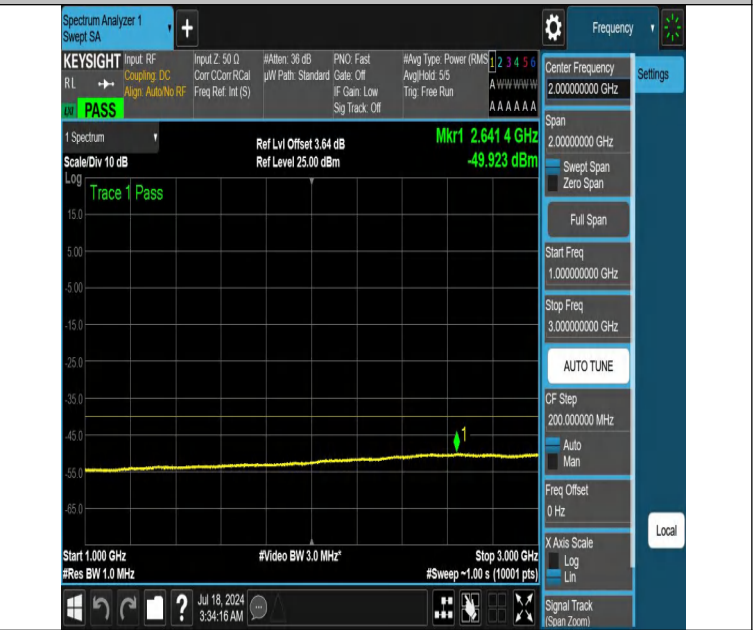 Spectrum Analyzer 1
Swept SA
+
Frequency
KEYSIGHT
RL
PASS
Input: RF
Coupling: DC
Align: Auto/No RF
Input Z: 50 Ω
Corr CCorr RCal
Freq Ref: Int (S)
#Atten: 36 dB
µW Path: Standard
PNO: Fast
Gate: Off
IF Gain: Low
Sig Track: Off
#Avg Type: Power (RMS
Avg|Hold: 5/5
Trig: Free Run
1 2 3 4 5 6
A W W W W W
A A A A A A
1 Spectrum
Scale/Div 10 dB
Ref Lvl Offset 3.64 dB
Ref Level 25.00 dBm
Mkr1 2.641 4 GHz
-49.923 dBm
Log
Trace 1 Pass
15.0
5.00
-5.00
-15.0
-25.0
-35.0
-45.0
-55.0
-65.0
1
Start 1.000 GHz
#Res BW 1.0 MHz
#Video BW 3.0 MHz*
Stop 3.000 GHz
#Sweep ~1.00 s (10001 pts)
?
Jul 18, 2024
3:34:16 AM
Center Frequency
2.000000000 GHz
Settings
Span
2.00000000 GHz
Swept Span
Zero Span
Full Span
Start Freq
1.000000000 GHz
Stop Freq
3.000000000 GHz
AUTO TUNE
CF Step
200.000000 MHz
Auto
Man
Freq Offset
0 Hz
X Axis Scale
Log
Lin
Local
Signal Track
(Span Zoom)